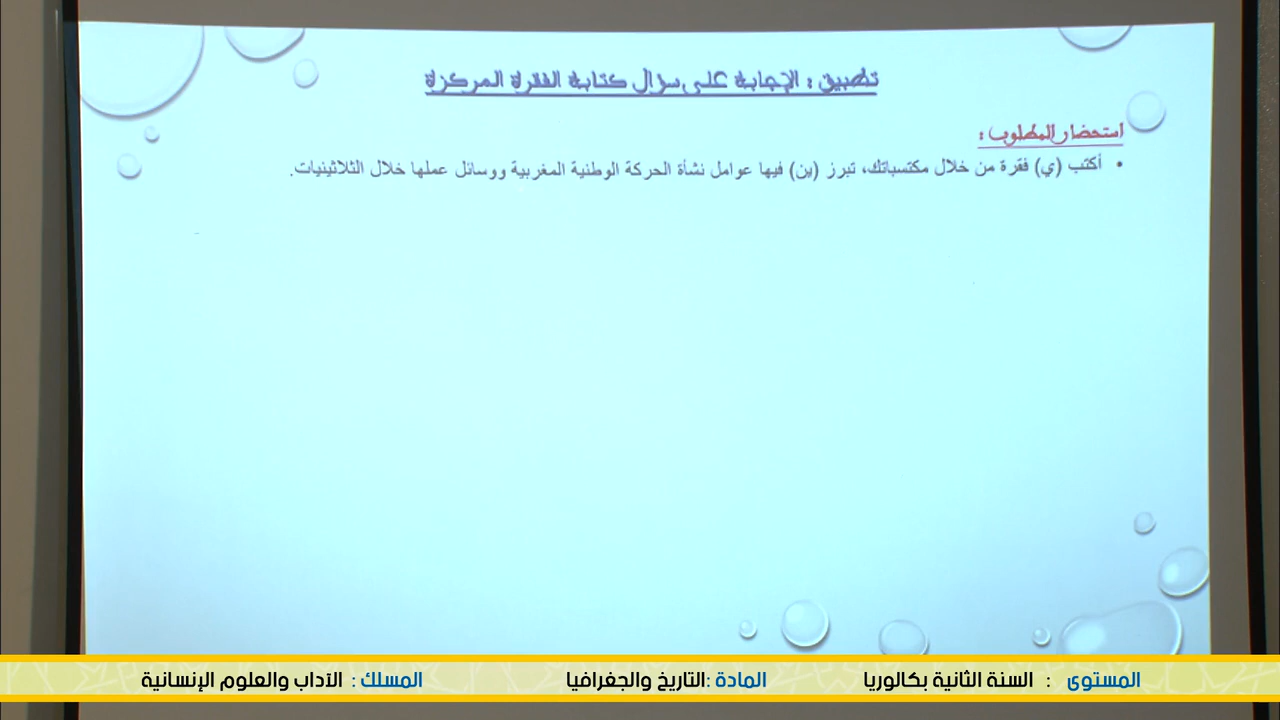 تطبيق : الإجابة على سؤال كتابة الفقرة المركزة
استحضار المطلوب :
• أكتب (ي) فقرة من خلال مكتسباتك، تبرز (ين) فيها عوامل نشأة الحركة الوطنية المغربية ووسائل عملها خلال الثلاثينيات.
المستوى : السنة الثانية بكالوريا المادة :التاريخ والجغرافيا المسلك : الآداب والعلوم الإنسانية